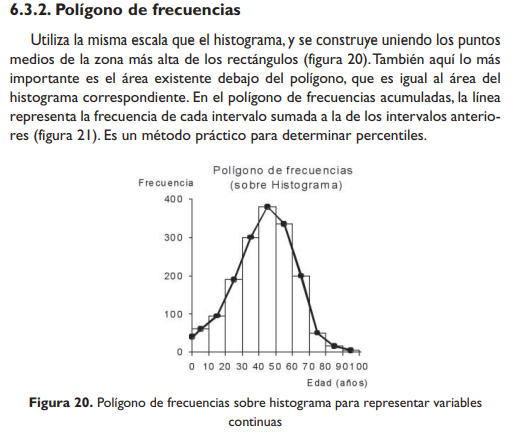 6.3.2. Polígono de frecuencias
Utiliza la misma escala que el histograma, y se construye uniendo los puntos
medios de la zona más alta de los rectángulos (figura 20). También aquí lo más
importante es el área existente debajo del polígono, que es igual al área del
histograma correspondiente. En el polígono de frecuencias acumuladas, la línea
representa la frecuencia de cada intervalo sumada a la de los intervalos anterio-
res (figura 21). Es un método práctico para determinar percentiles.
Polígono de frecuencias
(sobre Histograma)
Frecuencia
400
300
200
100
0
0 10 20 30 40 50 60 70 80 90100
Edad (años)
Figura 20. Polígono de frecuencias sobre histograma para representar variables
continuas